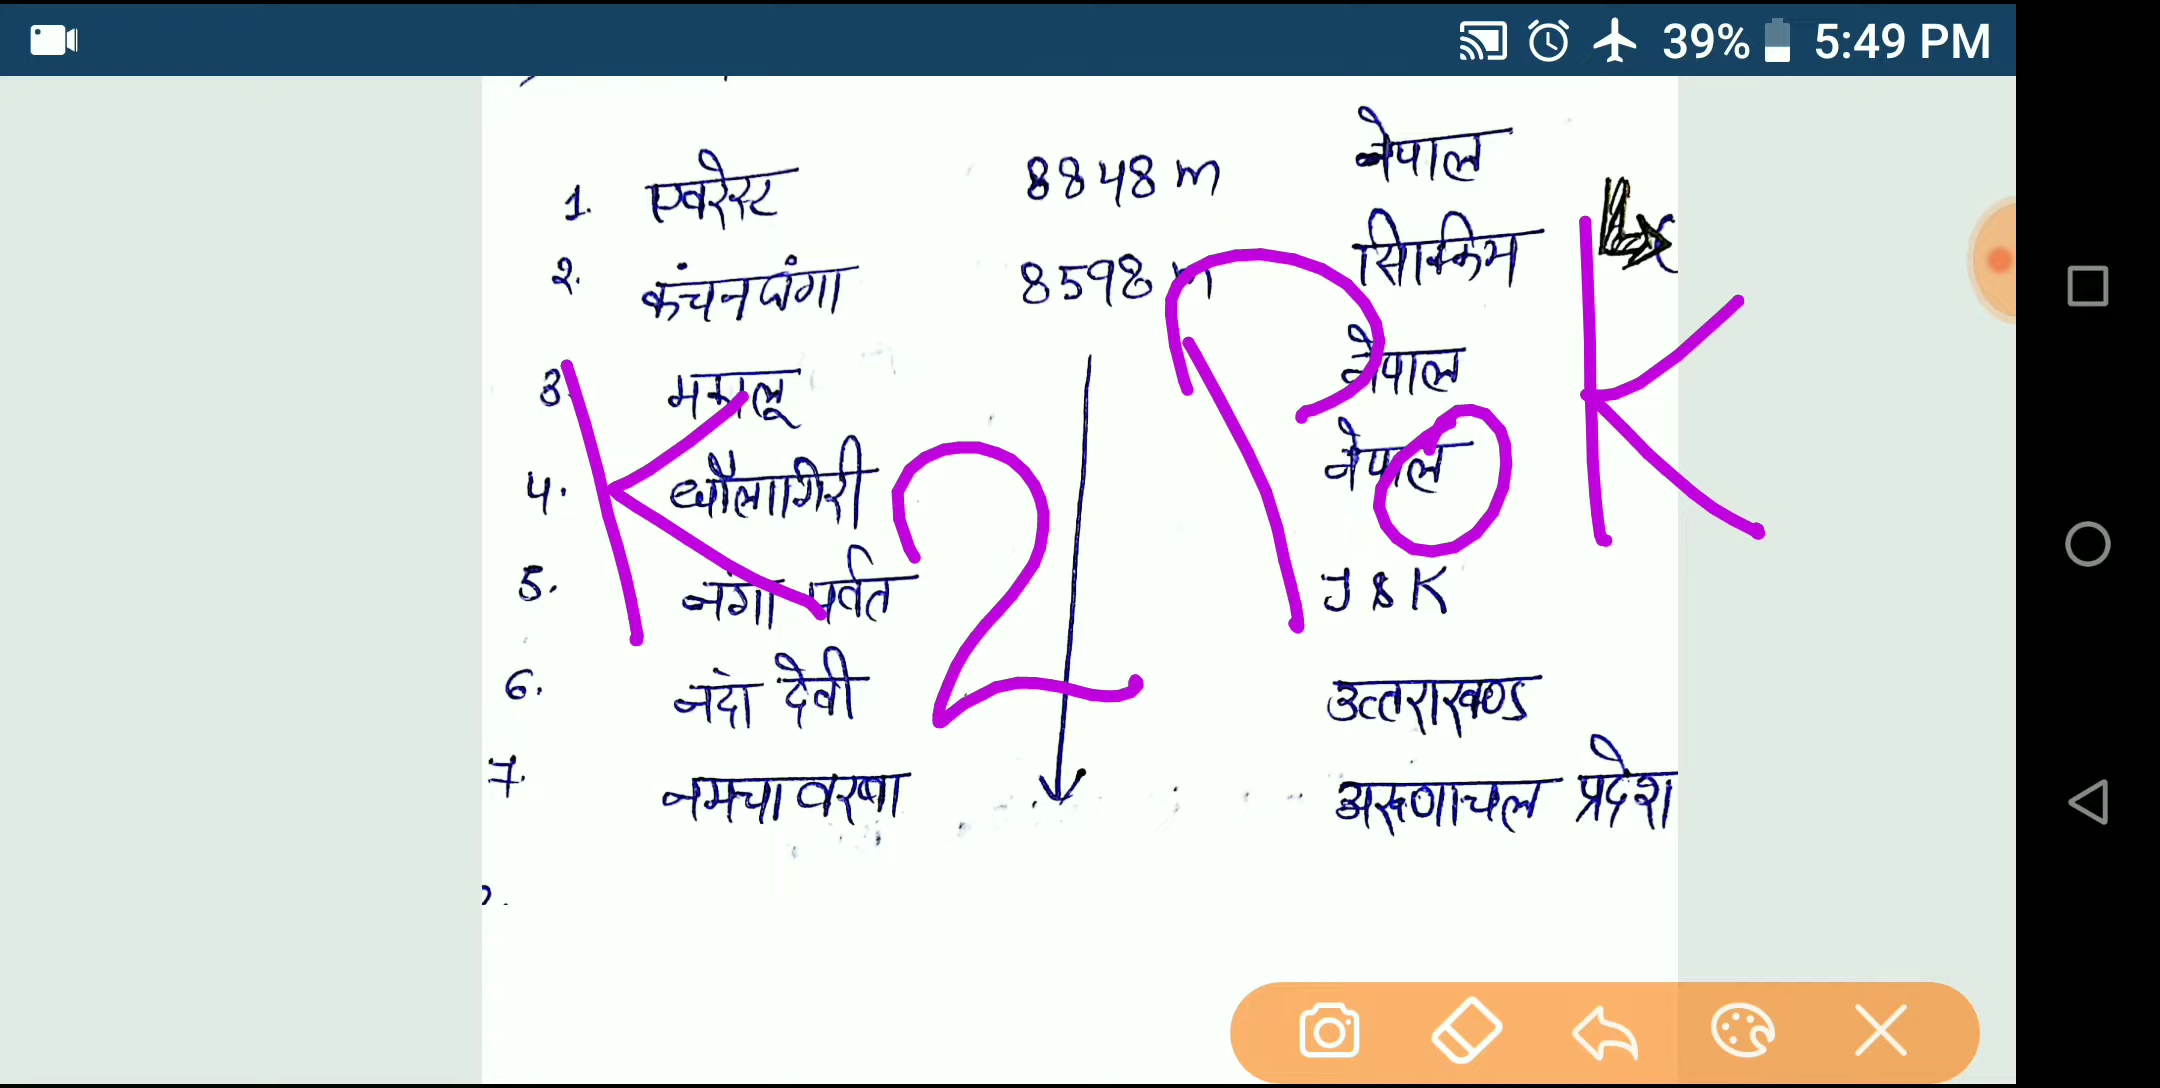 39% 5:49 PM
1. एवरेस्ट 8848 m नेपाल
2. कंचनजंगा 8598 m सिक्किम
3 मकालू नेपाल
4. धौलागिरी नेपाल
5. नंगा पर्वत J & K
6. नंदा देवी उत्तराखण्ड
7. नमचा वरबा अरूणाचल प्रदेश
K2 PoK